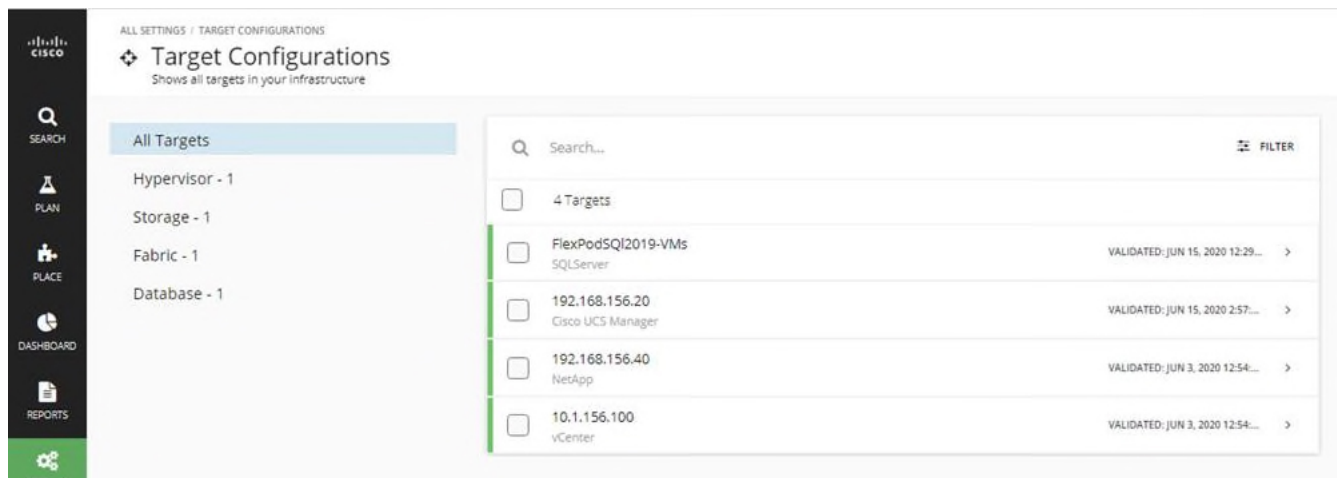 CISCO
SEARCH
PLAN
PLACE
DASHBOARD
REPORTS
ALL SETTINGS / TARGET CONFIGURATIONS
Target Configurations
Shows all targets in your infrastructure
All Targets
Hypervisor - 1
Storage - 1
Fabric - 1
Database - 1
Search...
FILTER
4 Targets
FlexPodSQl2019-VMs
SQLServer
VALIDATED: JUN 15, 2020 12:29...
192.168.156.20
Cisco UCS Manager
VALIDATED: JUN 15, 2020 2:57:...
192.168.156.40
NetApp
VALIDATED: JUN 3, 2020 12:54:...
10.1.156.100
vCenter
VALIDATED: JUN 3, 2020 12:54:...